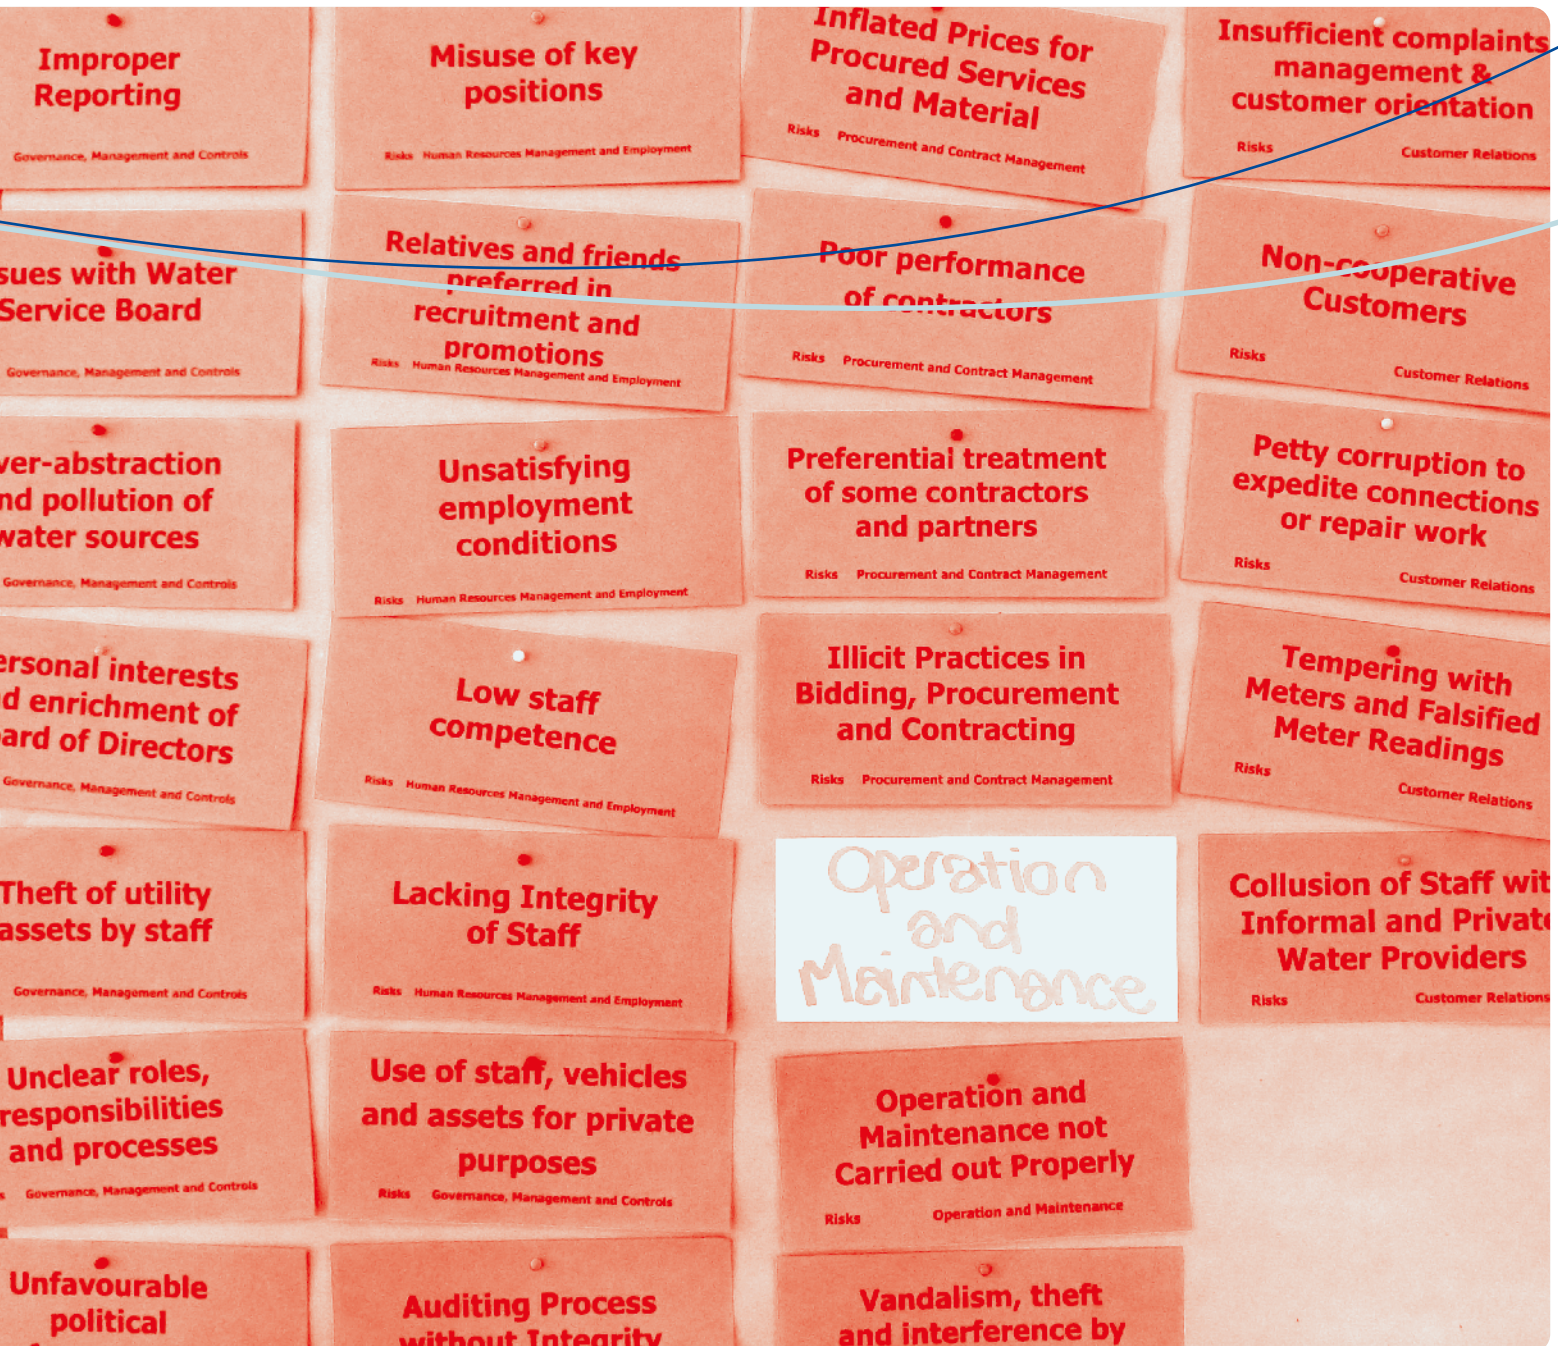 Improper
Reporting
Governance, Management and Controls
Issues with Water
Service Board
Governance, Management and Controls
Over-abstraction
and pollution of
water sources
Governance, Management and Controls
Personal interests
and enrichment of
Board of Directors
Governance, Management and Controls
Theft of utility
assets by staff
Governance, Management and Controls
Unclear roles,
responsibilities
and processes
Governance, Management and Controls
Unfavourable
political
Misuse of key
positions
Risks Human Resources Management and Employment
Relatives and friends
preferred in
recruitment and
promotions
Risks Human Resources Management and Employment
Unsatisfying
employment
conditions
Risks Human Resources Management and Employment
Low staff
competence
Risks Human Resources Management and Employment
Lacking Integrity
of Staff
Risks Human Resources Management and Employment
Use of staff, vehicles
and assets for private
purposes
Risks Governance, Management and Controls
Auditing Process
without Integrity
Inflated Prices for
Procured Services
and Material
Risks Procurement and Contract Management
Poor performance
of contractors
Risks Procurement and Contract Management
Preferential treatment
of some contractors
and partners
Risks Procurement and Contract Management
Illicit Practices in
Bidding, Procurement
and Contracting
Risks Procurement and Contract Management
Operation
and
Maintenance
Operation and
Maintenance not
Carried out Properly
Risks Operation and Maintenance
Vandalism, theft
and interference by
Insufficient complaints
management &
customer orientation
Risks Customer Relations
Non-cooperative
Customers
Risks Customer Relations
Petty corruption to
expedite connections
or repair work
Risks Customer Relations
Tempering with
Meters and Falsified
Meter Readings
Risks Customer Relations
Collusion of Staff with
Informal and Private
Water Providers
Risks Customer Relations